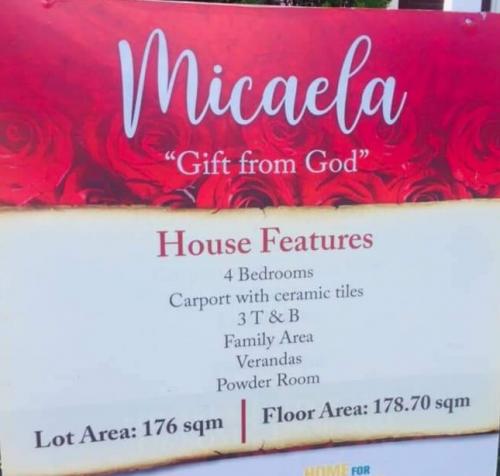 Micaela
“Gift from God”
House Features
4 Bedrooms
Carport with ceramic tiles
3 T & B
Family Area
Verandas
Powder Room
Lot Area: 176 sqm | Floor Area: 178.70 sqm
HOME FOR